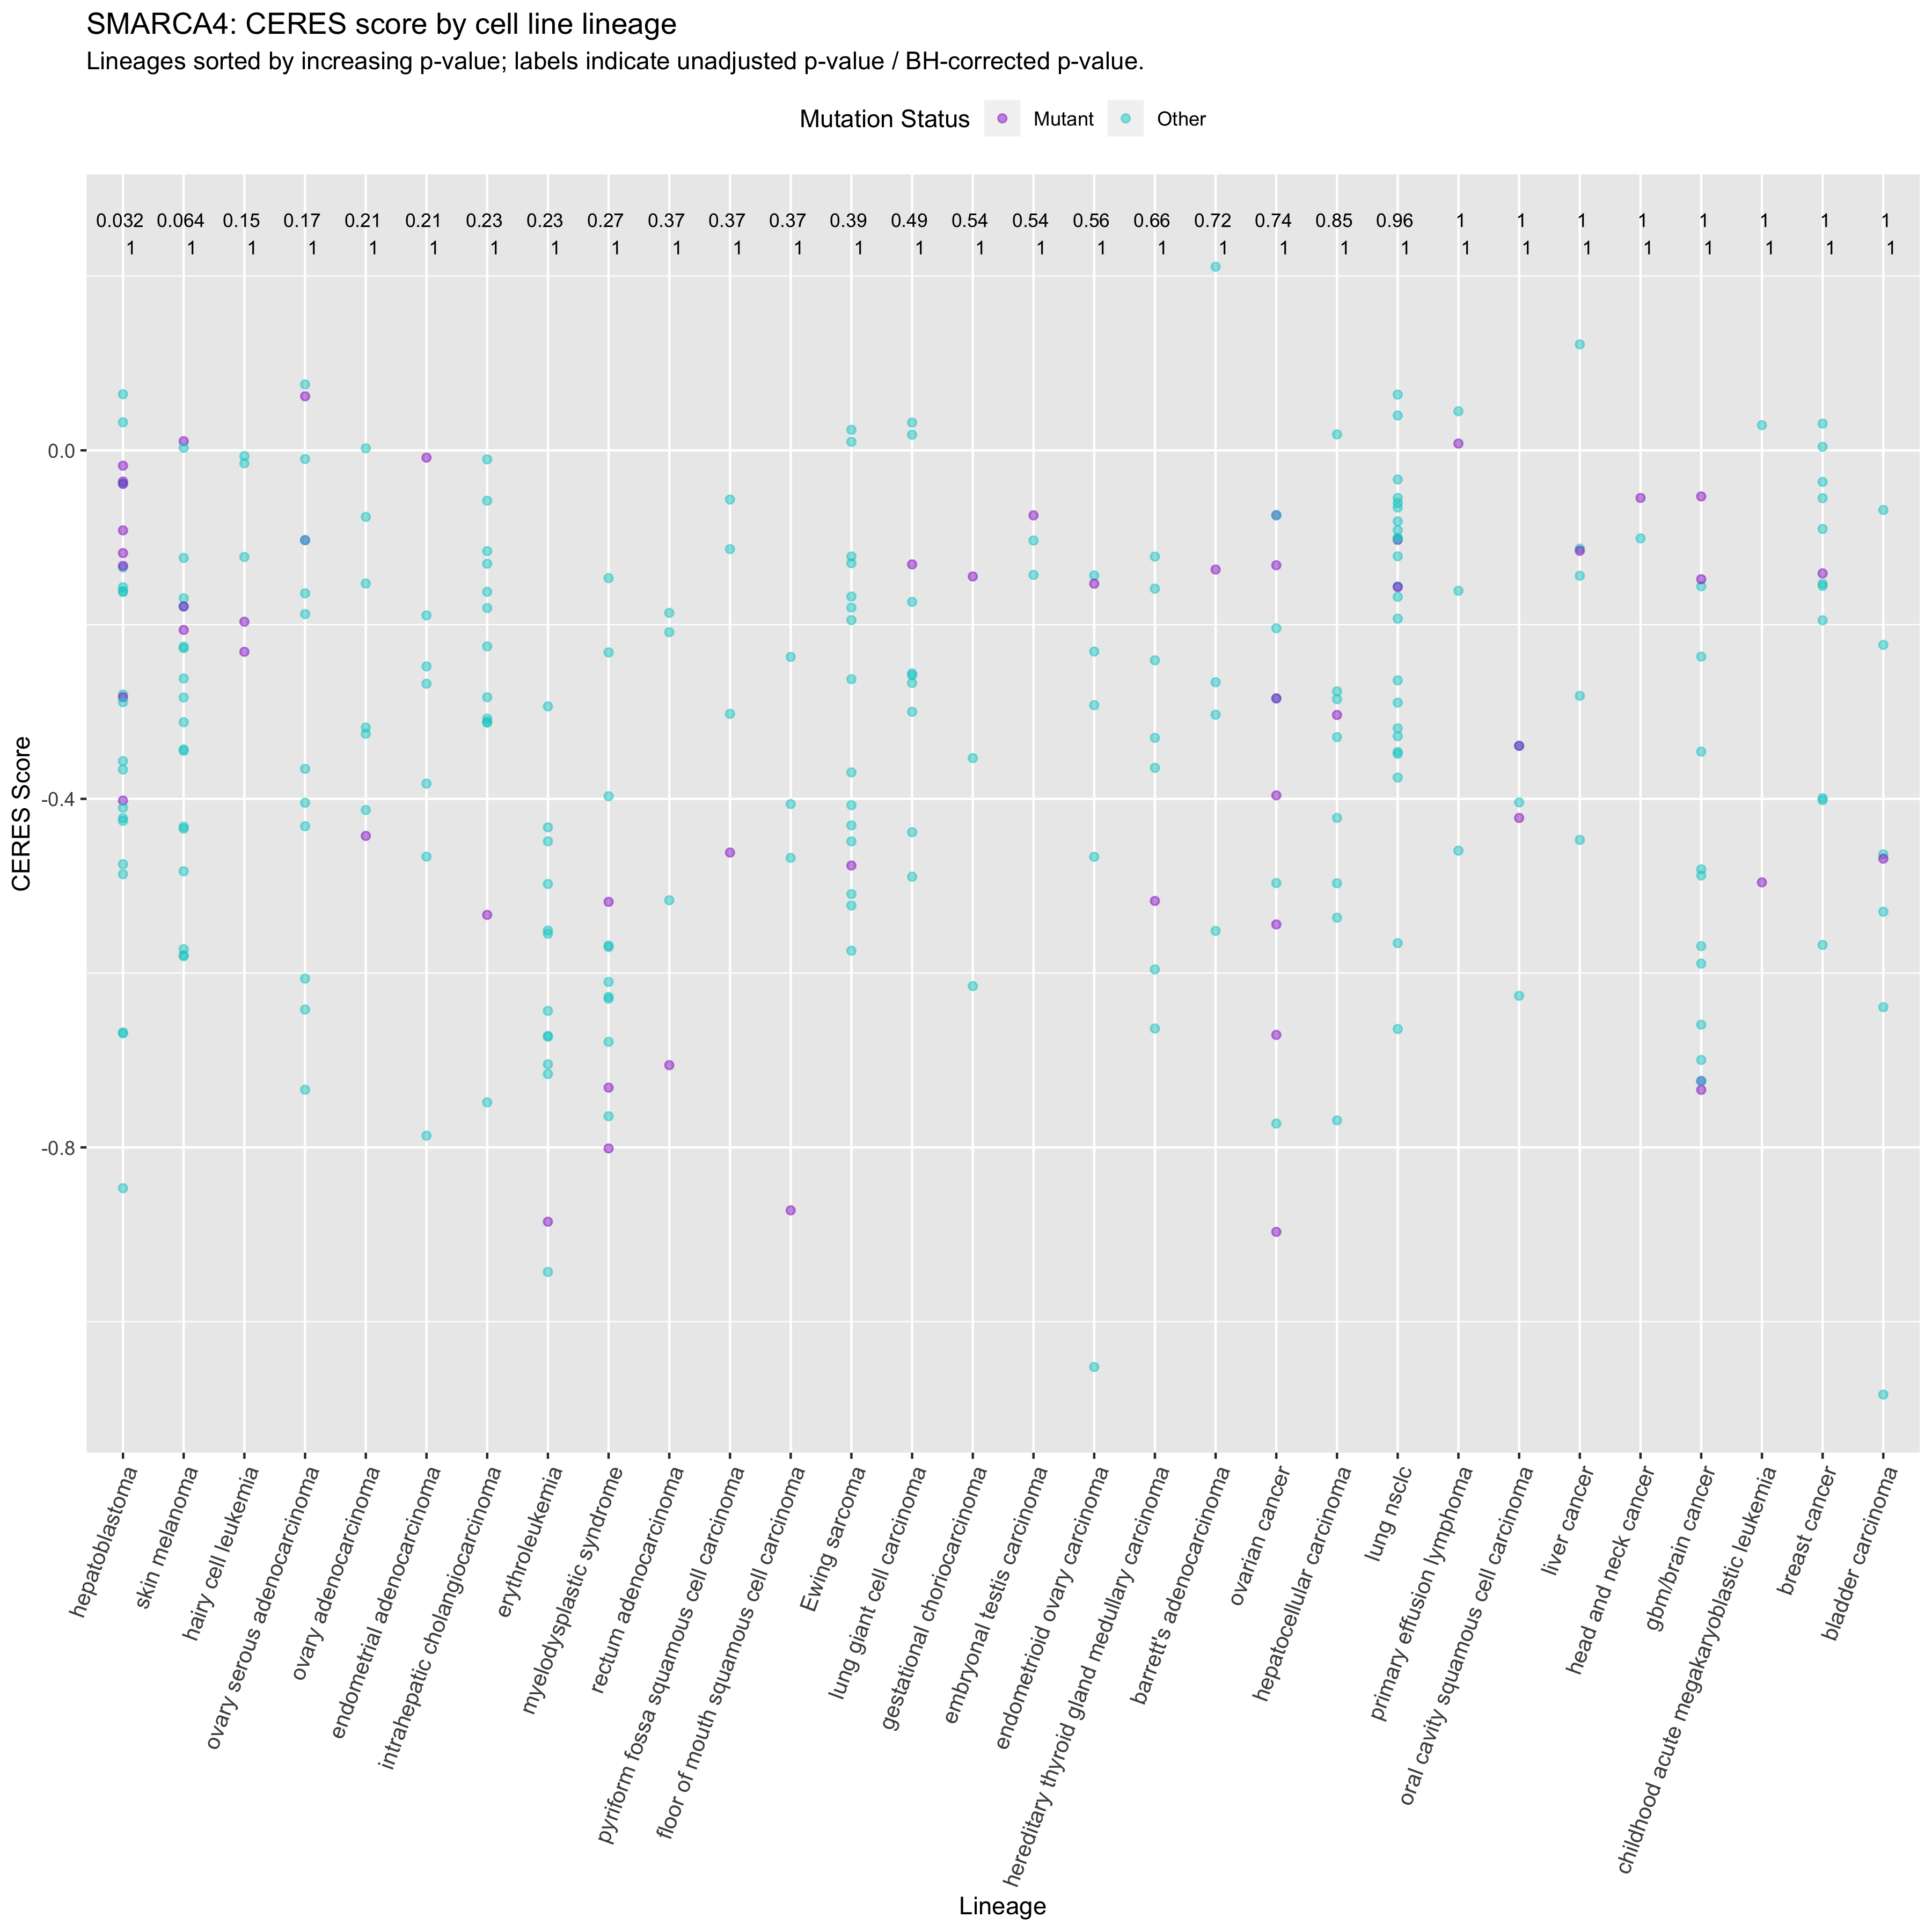 SMARCA4: CERES score by cell line lineage
Lineages sorted by increasing p-value; labels indicate unadjusted p-value / BH-corrected p-value.
Mutation Status Mutant Other
0.032 0.064 0.15 0.17 0.21 0.21 0.23 0.23 0.27 0.37 0.37 0.37 0.39 0.49 0.54 0.54 0.56 0.66 0.72 0.74 0.85 0.96 1 1 1 1 1 1 1 1
1 1 1 1 1 1 1 1 1 1 1 1 1 1 1 1 1 1 1 1 1 1 1 1 1 1 1 1 1 1
0.0
-0.4
-0.8
CERES Score
hepatoblastoma
skin melanoma
hairy cell leukemia
ovary serous adenocarcinoma
ovary adenocarcinoma
endometrial adenocarcinoma
intrahepatic cholangiocarcinoma
erythroleukemia
myelodysplastic syndrome
rectum adenocarcinoma
pyriform fossa squamous cell carcinoma
floor of mouth squamous cell carcinoma
Ewing sarcoma
lung giant cell carcinoma
gestational choriocarcinoma
embryonal testis carcinoma
endometrioid ovary carcinoma
hereditary thyroid gland medullary carcinoma
barrett's adenocarcinoma
ovarian cancer
hepatocellular carcinoma
lung nsclc
primary effusion lymphoma
oral cavity squamous cell carcinoma
liver cancer
head and neck cancer
gbm/brain cancer
childhood acute megakaryoblastic leukemia
breast cancer
bladder carcinoma
Lineage